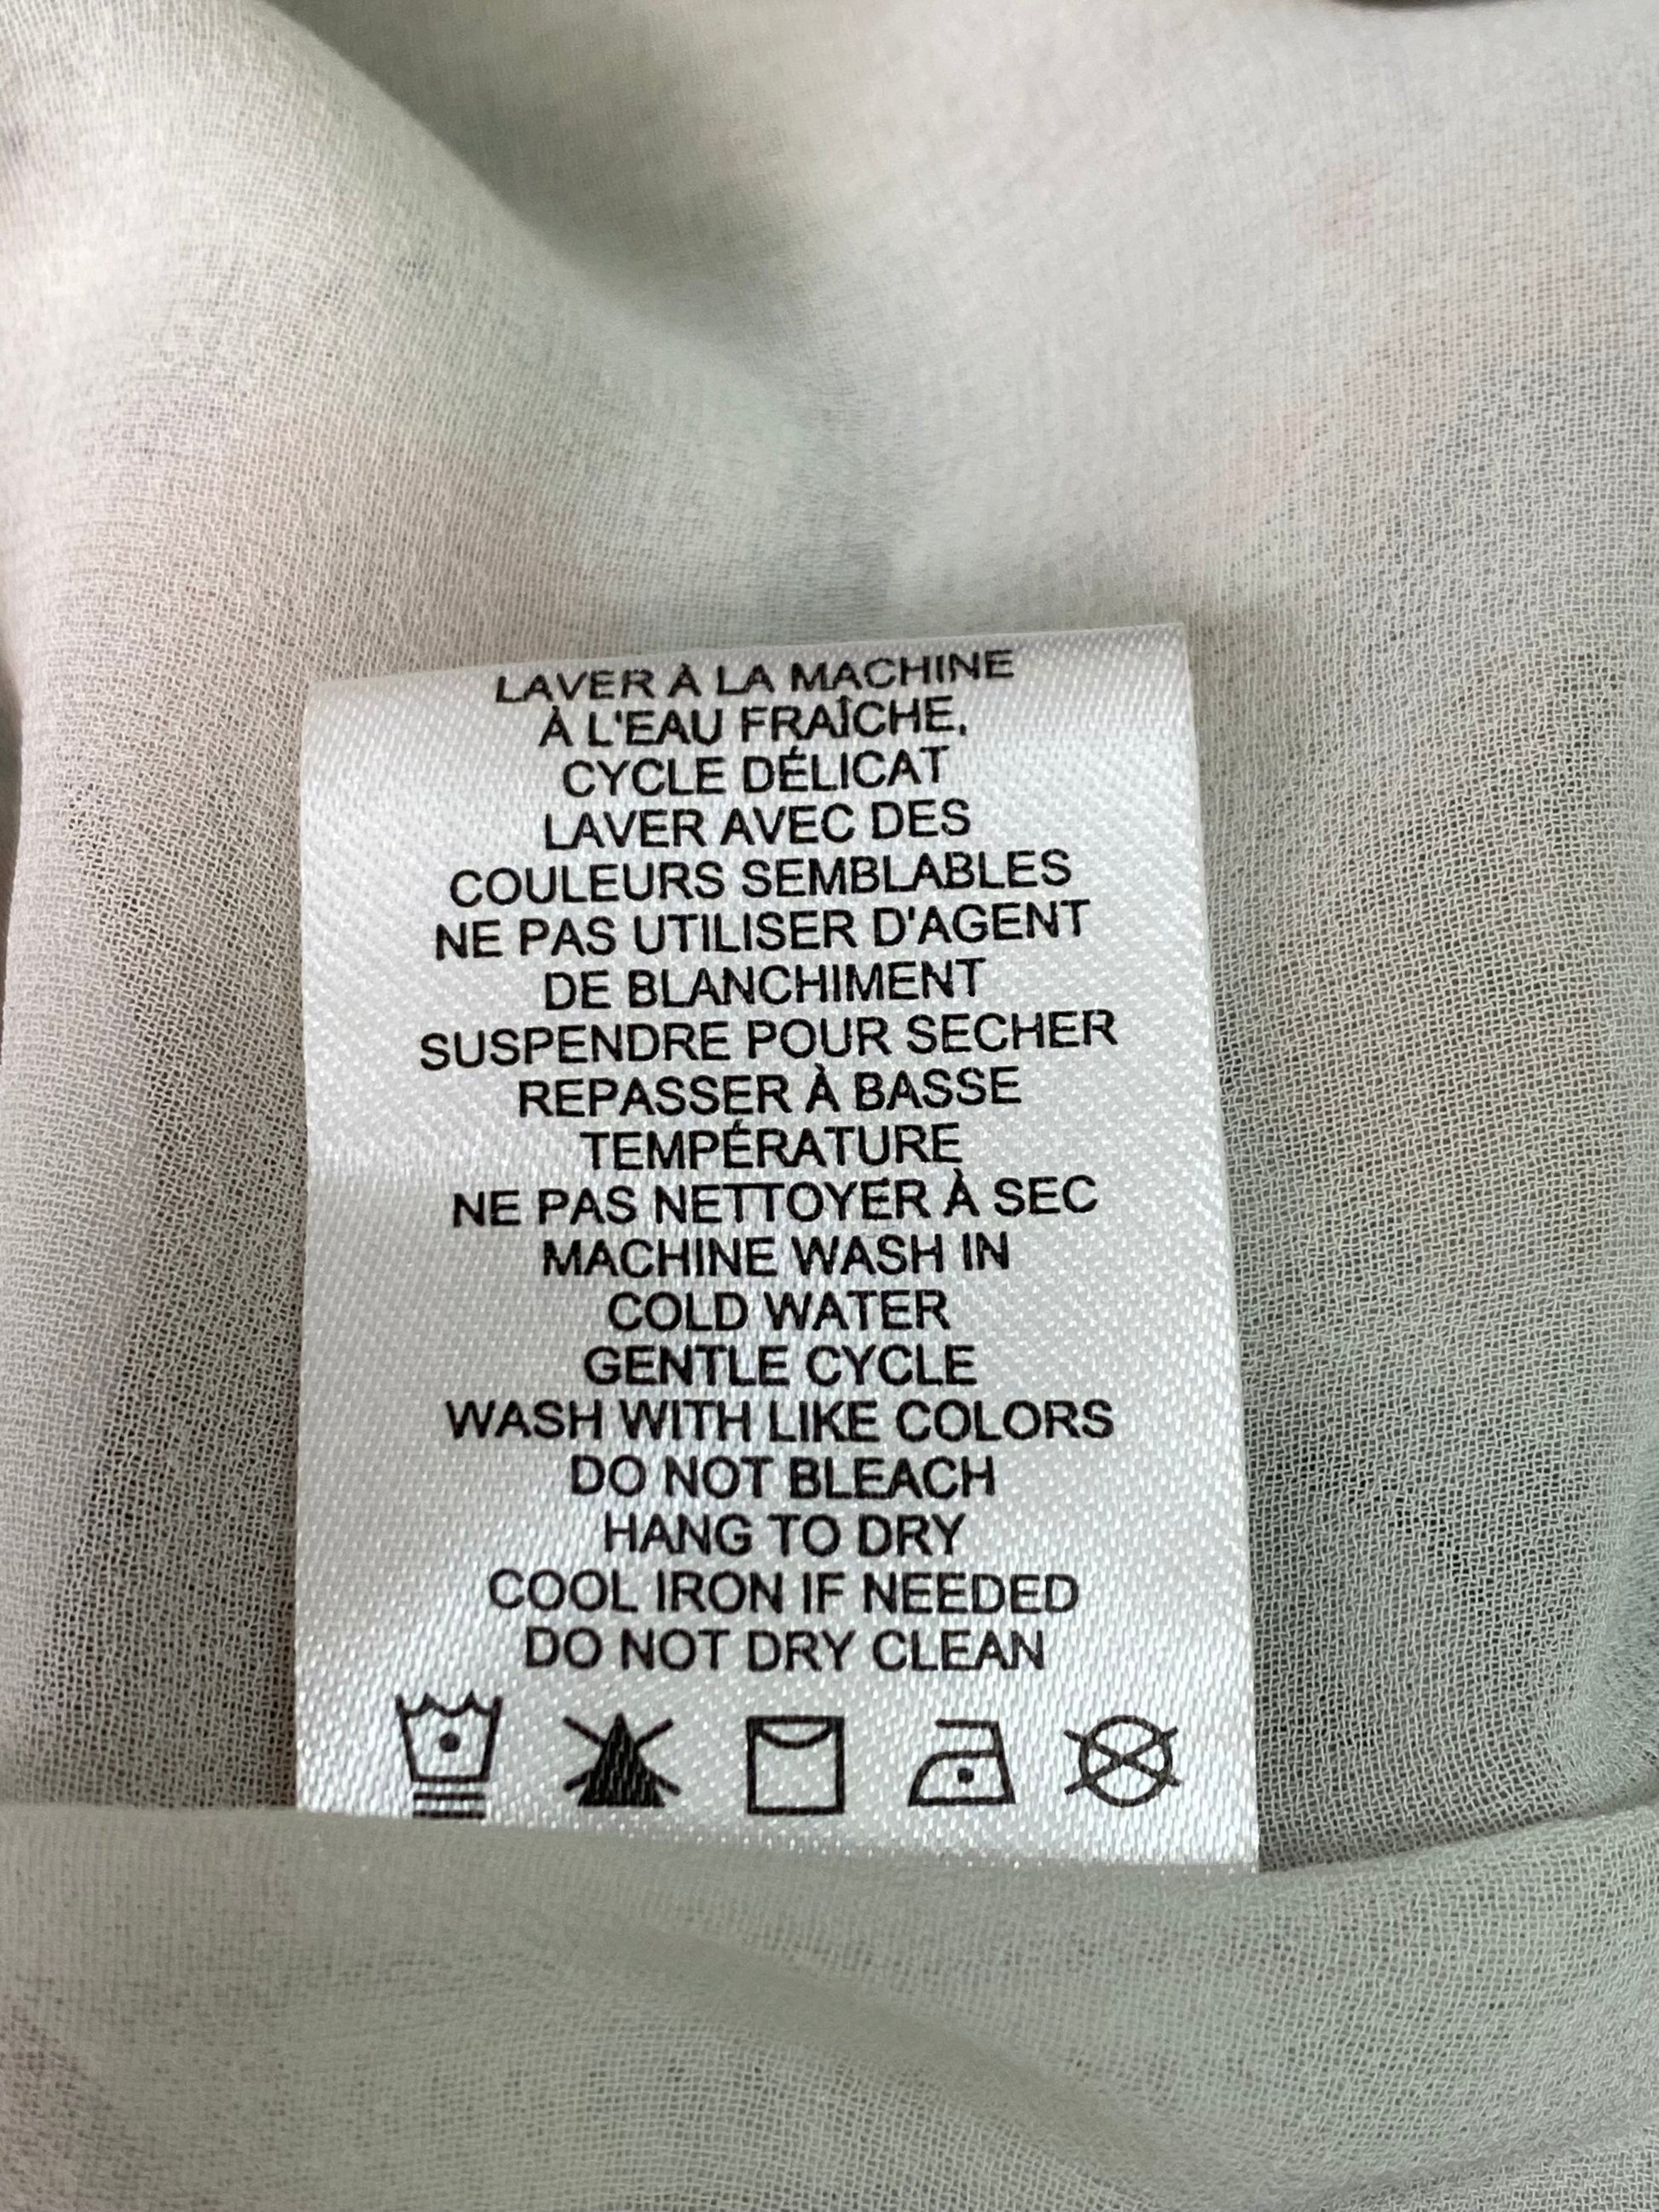 LAVER À LA MACHINE
À L'EAU FRAÎCHE,
CYCLE DÉLICAT
LAVER AVEC DES
COULEURS SEMBLABLES
NE PAS UTILISER D'AGENT
DE BLANCHIMENT
SUSPENDRE POUR SECHER
REPASSER À BASSE
TEMPÉRATURE
NE PAS NETTOYER À SEC
MACHINE WASH IN
COLD WATER
GENTLE CYCLE
WASH WITH LIKE COLORS
DO NOT BLEACH
HANG TO DRY
COOL IRON IF NEEDED
DO NOT DRY CLEAN